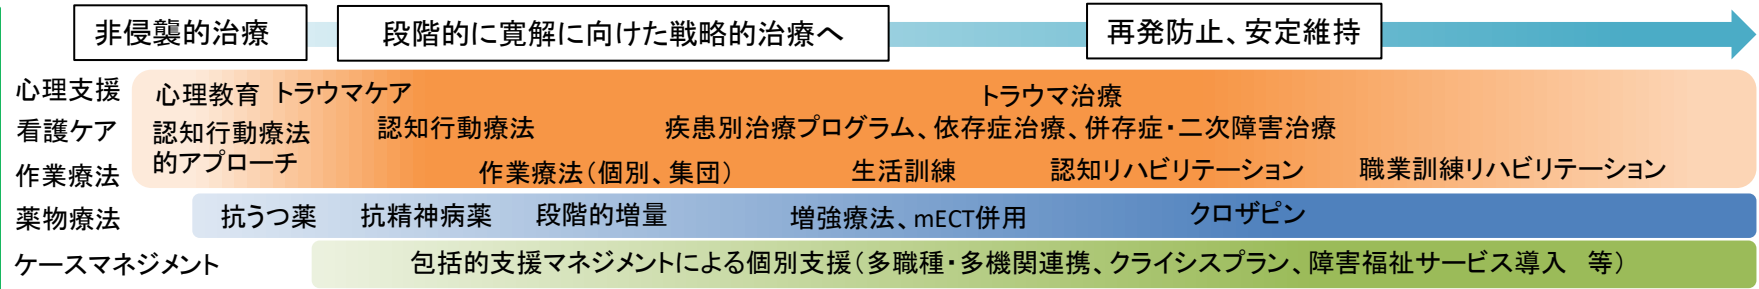 非侵襲的治療
段階的に寛解に向けた戦略的治療へ
再発防止、安定維持
心理支援
心理教育 トラウマケア
トラウマ治療
看護ケア
認知行動療法
的アプローチ
認知行動療法
疾患別治療プログラム、依存症治療、併存症・二次障害治療
作業療法
作業療法（個別、集団）
生活訓練
認知リハビリテーション
職業訓練リハビリテーション
薬物療法
抗うつ薬
抗精神病薬
段階的増量
増強療法、mECT併用
クロザピン
ケースマネジメント
包括的支援マネジメントによる個別支援（多職種・多機関連携、クライシスプラン、障害福祉サービス導入　等）